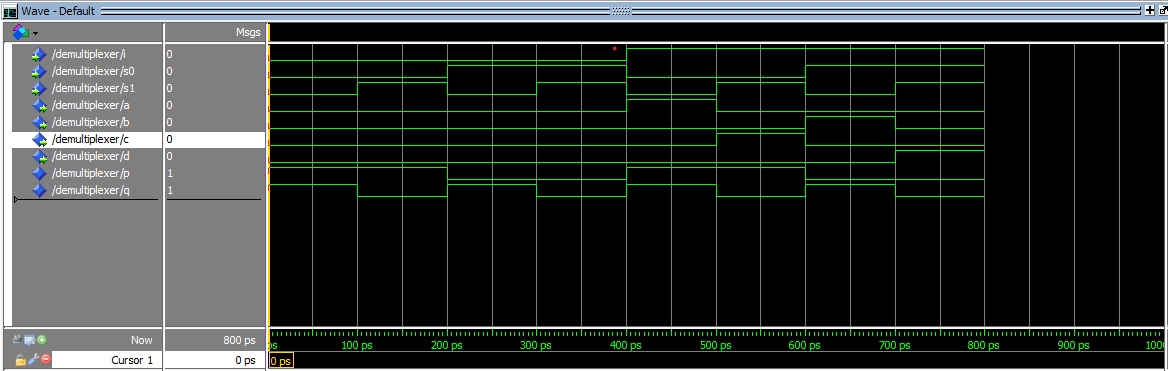 Wave - Default
Msgs
/demultiplexer/i 0
/demultiplexer/s0 0
/demultiplexer/s1 0
/demultiplexer/a 0
/demultiplexer/b 0
/demultiplexer/c 0
/demultiplexer/d 0
/demultiplexer/p 1
/demultiplexer/q 1
Now 800 ps
ps 100 ps 200 ps 300 ps 400 ps 500 ps 600 ps 700 ps 800 ps 900 ps 1000
Cursor 1 0 ps 0 ps